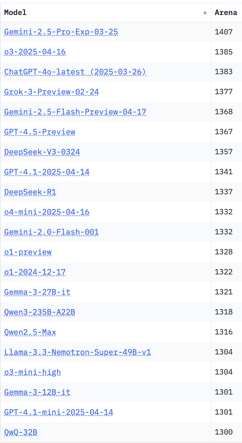 Model Arena
Gemini-2.5-Pro-Exp-03-25 1407
o3-2025-04-16 1385
ChatGPT-4o-latest (2025-03-26) 1383
Grok-3-Preview-02-24 1377
Gemini-2.5-Flash-Preview-04-17 1368
GPT-4.5-Preview 1367
DeepSeek-V3-0324 1357
GPT-4.1-2025-04-14 1341
DeepSeek-R1 1337
o4-mini-2025-04-16 1332
Gemini-2.0-Flash-001 1332
o1-preview 1328
o1-2024-12-17 1322
Gemma-3-27B-it 1321
Qwen3-235B-A22B 1318
Qwen2.5-Max 1316
Llama-3.3-Nemotron-Super-49B-v1 1304
o3-mini-high 1304
Gemma-3-12B-it 1301
GPT-4.1-mini-2025-04-14 1301
QwQ-32B 1300